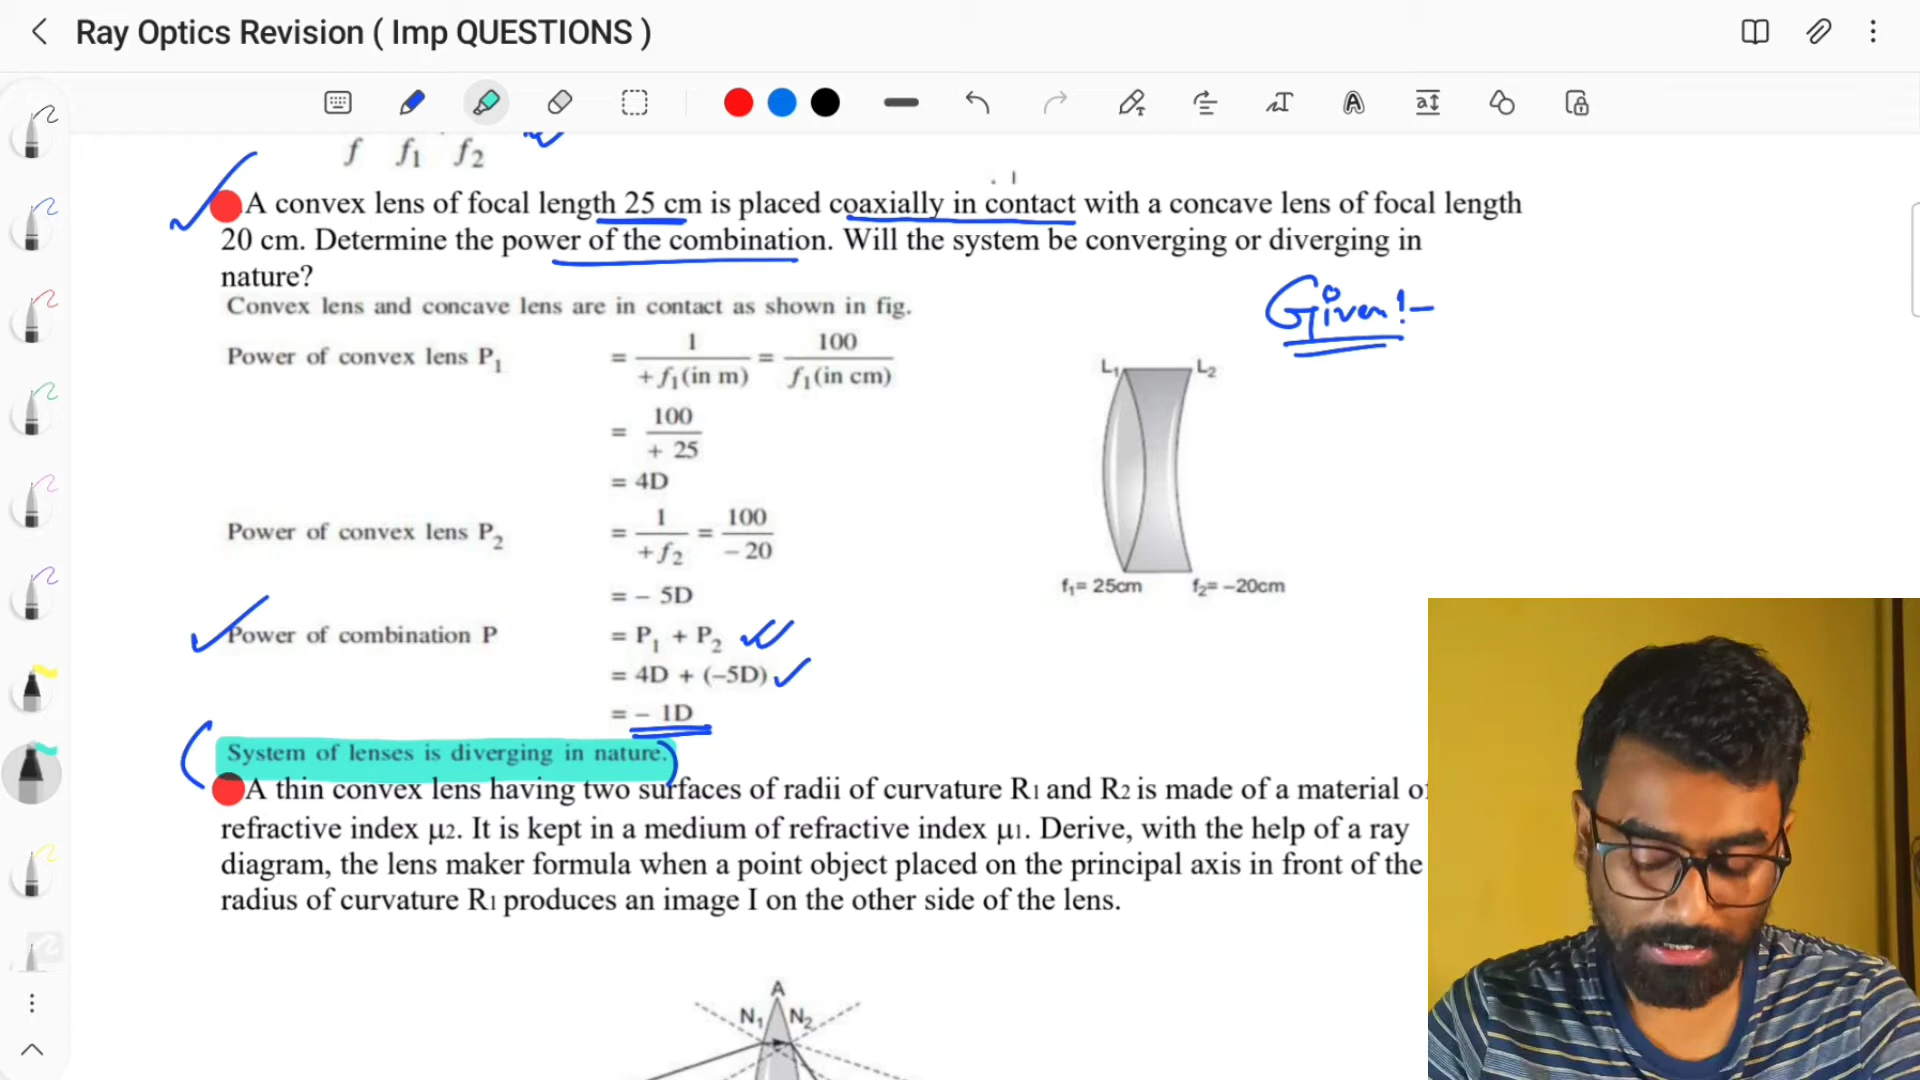 Ray Optics Revision ( Imp QUESTIONS )
f f₁ f₂
A convex lens of focal length 25 cm is placed coaxially in contact with a concave lens of focal length
20 cm. Determine the power of the combination. Will the system be converging or diverging in
nature?
Given!-
Convex lens and concave lens are in contact as shown in fig.
Power of convex lens P₁ = 1 / + f₁(in m) = 100 / f₁(in cm)
= 100 / + 25
= 4D
Power of convex lens P₂ = 1 / +f₂ = 100 / – 20
= – 5D
Power of combination P = P₁ + P₂
= 4D + (–5D)
= – 1D
L₁ L₂
f₁= 25cm f₂= –20cm
System of lenses is diverging in nature.
A thin convex lens having two surfaces of radii of curvature R₁ and R₂ is made of a material of
refractive index μ₂. It is kept in a medium of refractive index μ₁. Derive, with the help of a ray
diagram, the lens maker formula when a point object placed on the principal axis in front of the
radius of curvature R₁ produces an image I on the other side of the lens.
A
N₁ N₂